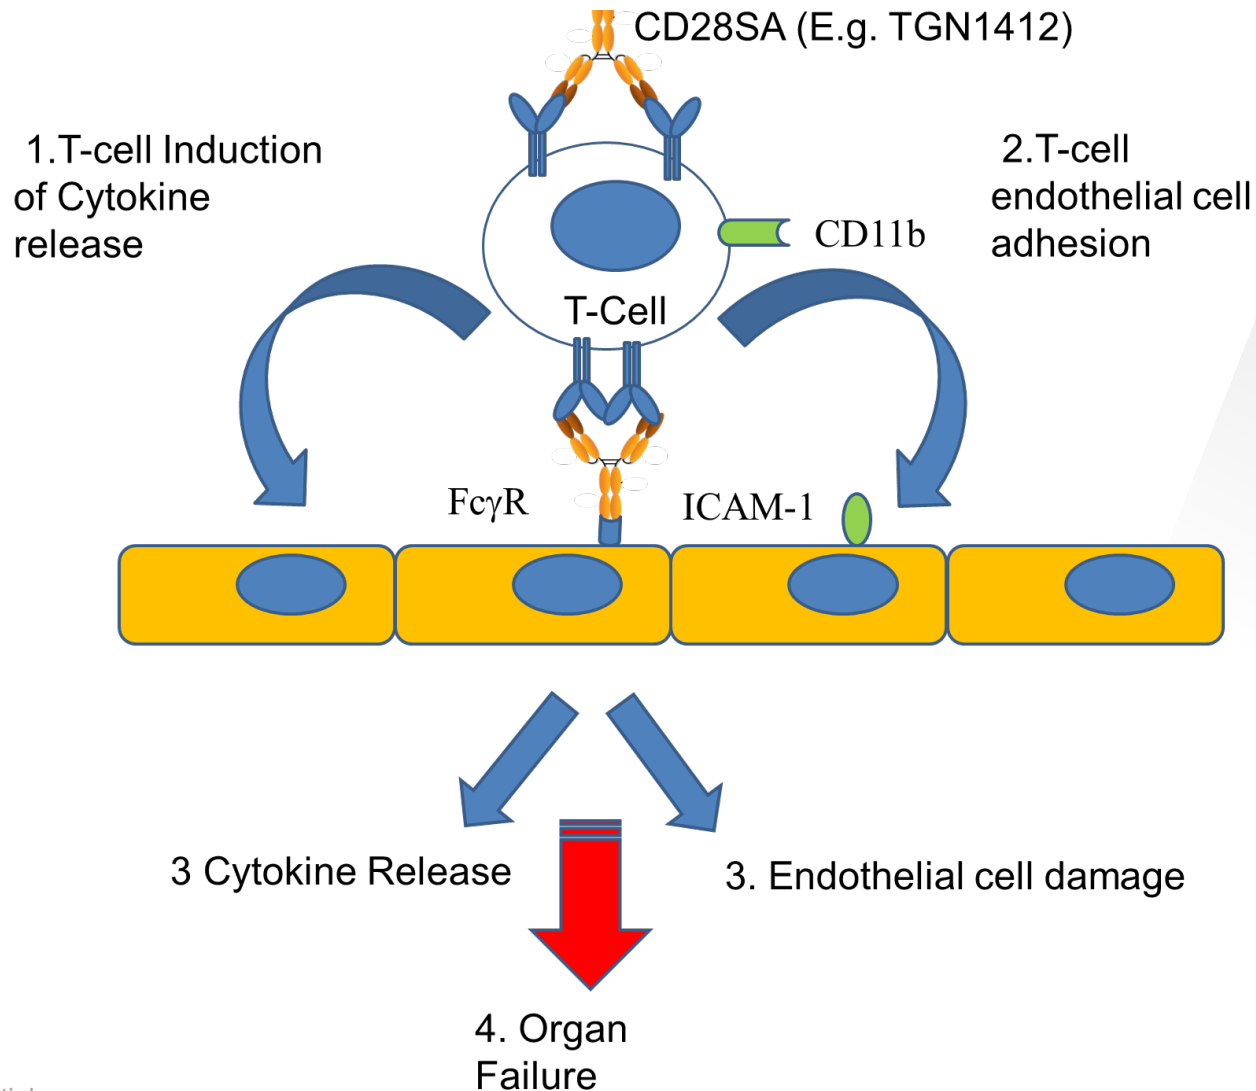 CD28SA (E.g. TGN1412)
1.T-cell Induction
of Cytokine
release
2.T-cell
endothelial cell
adhesion
CD11b
T-Cell
FcγR
ICAM-1
3 Cytokine Release
3. Endothelial cell damage
4. Organ
Failure